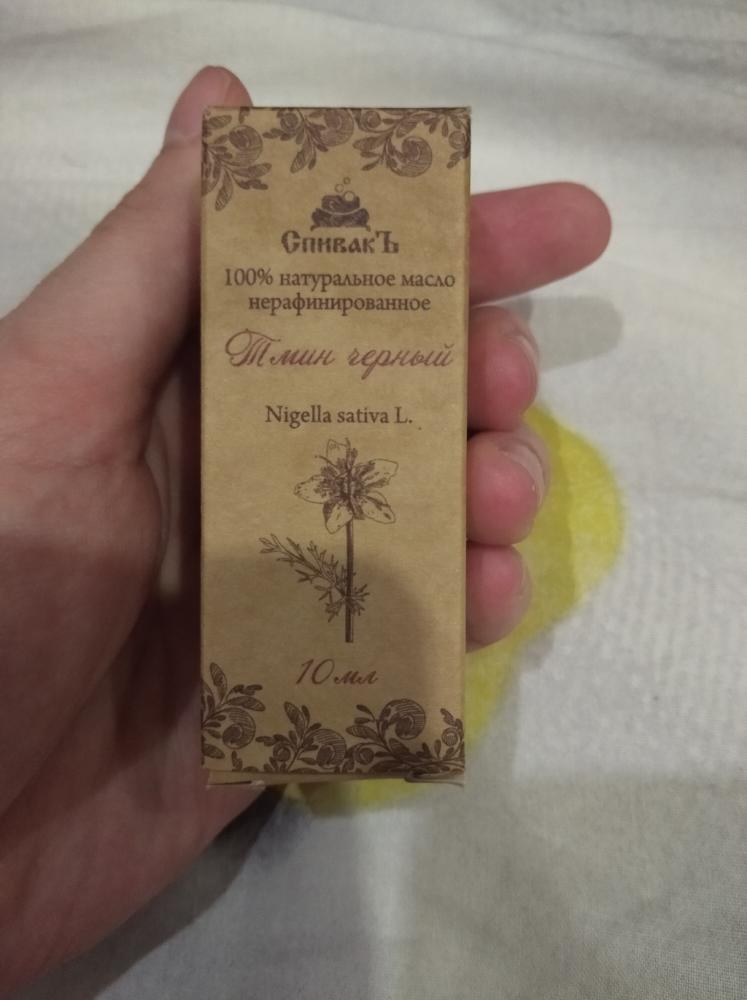 СпивакЪ
100% натуральное масло
нерафинированное
Тмин черный
Nigella sativa L.
10 мл